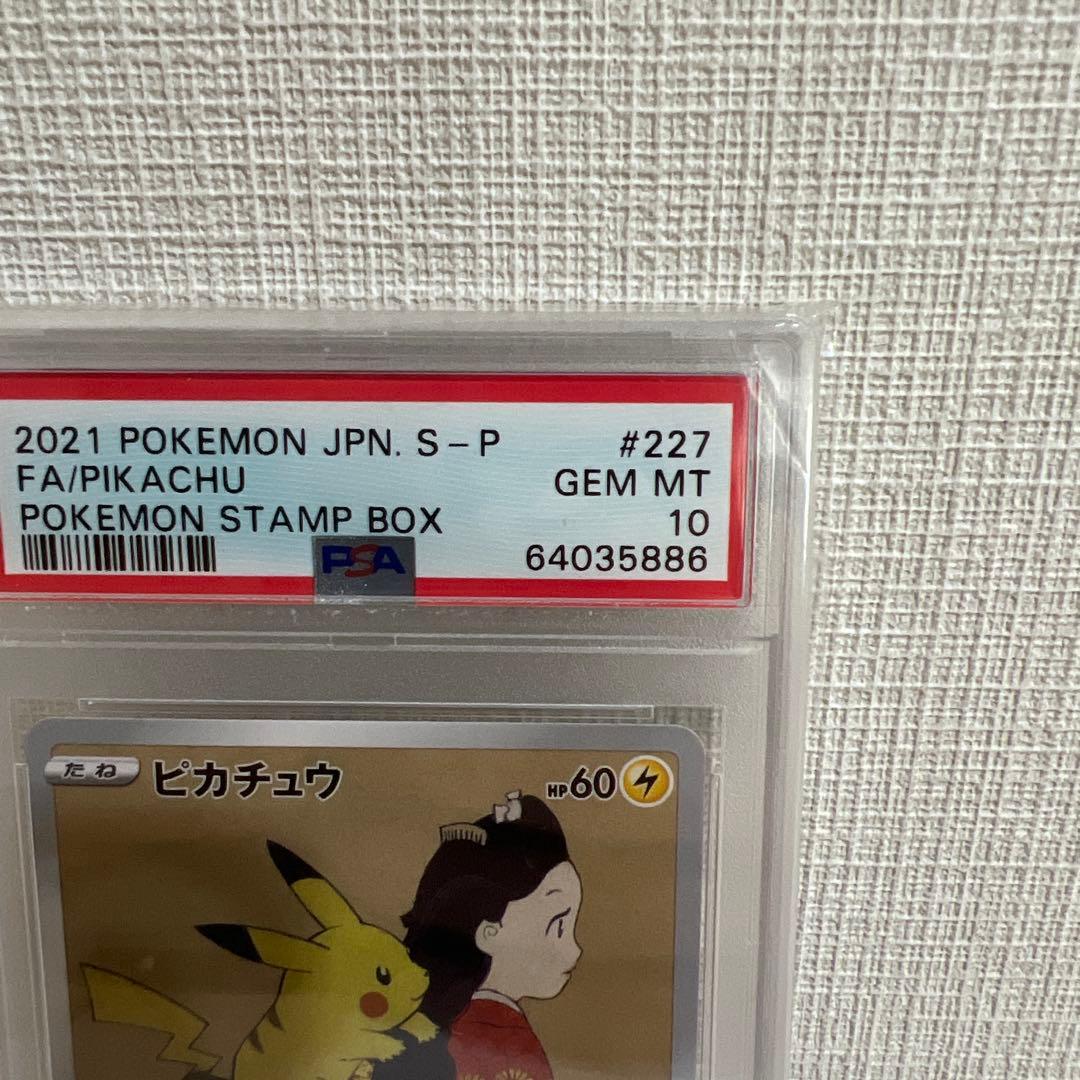 2021 POKEMON JPN. S-P #227
FA/PIKACHU GEM MT
POKEMON STAMP BOX 10
PSA 64035886
たね ピカチュウ HP60